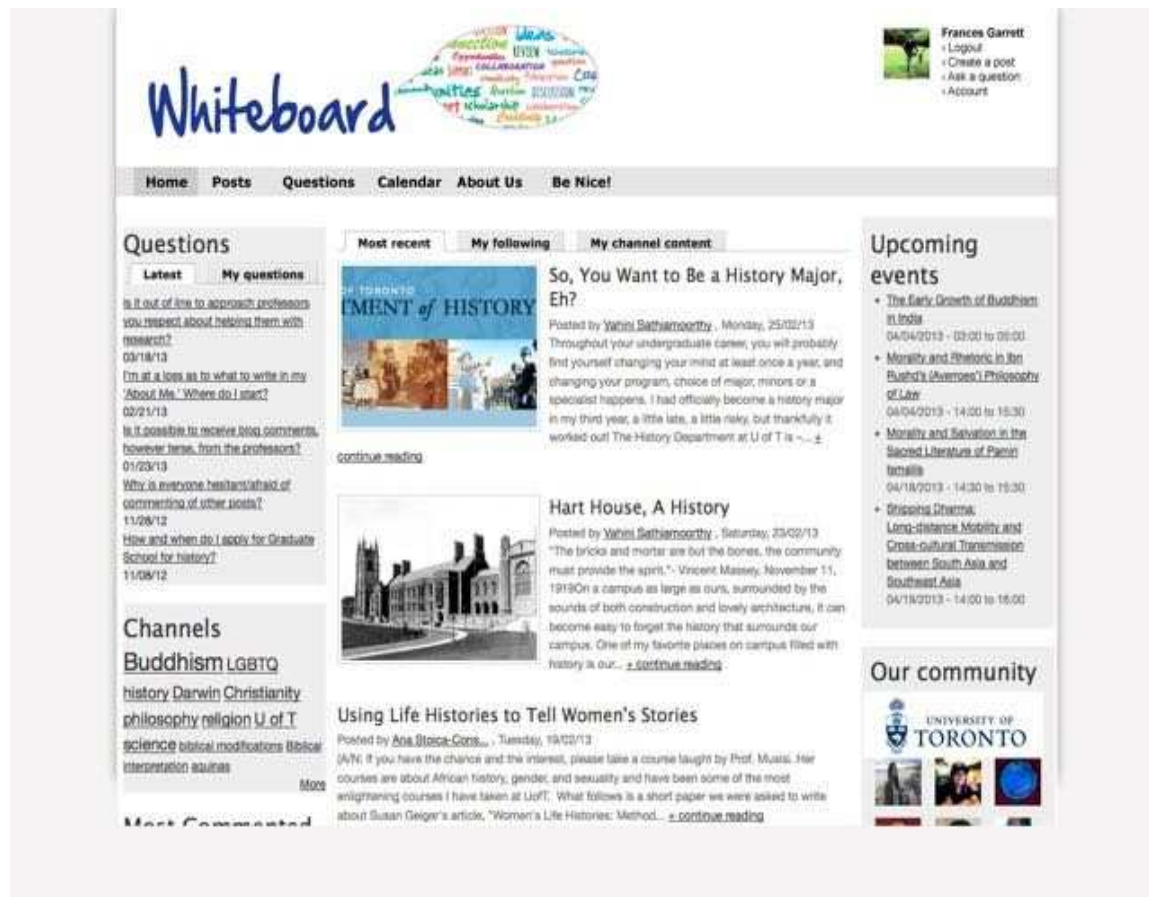 Whiteboard
ideas
REVIEW
COLLABORATION
DISCUSSION
scholarship
Frances Garrett
‹ Logout
‹ Create a post
‹ Ask a question
‹ Account
Home Posts Questions Calendar About Us Be Nice!
Questions
Latest My questions
Is it out of line to approach professors
you respect about helping them with
research?
03/18/13
I'm at a loss as to what to write in my
'About Me.' Where do I start?
02/21/13
Is it possible to receive blog comments,
however terse, from the professors?
01/23/13
Why is everyone hesitant/afraid of
commenting of other posts?
11/28/12
How and when do I apply for Graduate
School for history?
11/08/12
Channels
Buddhism LGBTQ
history Darwin Christianity
philosophy religion U of T
science biblical modifications Biblical
interpretation aquinas
More
Most Commented
Most recent My following My channel content
OF TORONTO
TMENT of HISTORY
So, You Want to Be a History Major,
Eh?
Posted by Vahini Sathiamoorthy , Monday, 25/02/13
Throughout your undergraduate career, you will probably
find yourself changing your mind at least once a year, and
changing your program, choice of major, minors or a
specialist happens. I had officially become a history major
in my third year, a little late, a little risky, but thankfully it
worked out! The History Department at U of T is –... +
continue reading
Hart House, A History
Posted by Vahini Sathiamoorthy , Saturday, 23/02/13
"The bricks and mortar are but the bones, the community
must provide the spirit."- Vincent Massey, November 11,
1919On a campus as large as ours, surrounded by the
sounds of both construction and lovely architecture, it can
become easy to forget the history that surrounds our
campus. One of my favorite places on campus filled with
history is our... + continue reading
Using Life Histories to Tell Women's Stories
Posted by Ana Stoica-Cons... , Tuesday, 19/02/13
(A/N: If you have the chance and the interest, please take a course taught by Prof. Musisi. Her
courses are about African history, gender, and sexuality and have been some of the most
enlightening courses I have taken at UofT. What follows is a short paper we were asked to write
about Susan Geiger's article, "Women's Life Histories: Method... + continue reading
Upcoming
events
• The Early Growth of Buddhism
in India
04/04/2013 - 03:00 to 05:00
• Morality and Rhetoric in Ibn
Rushd's (Averroes') Philosophy
of Law
04/04/2013 - 14:00 to 15:30
• Morality and Salvation in the
Sacred Literature of Pamiri
Ismailis
04/18/2013 - 14:30 to 15:30
• Shipping Dharma:
Long-distance Mobility and
Cross-cultural Transmission
between South Asia and
Southeast Asia
04/19/2013 - 14:00 to 16:00
Our community
UNIVERSITY OF
TORONTO